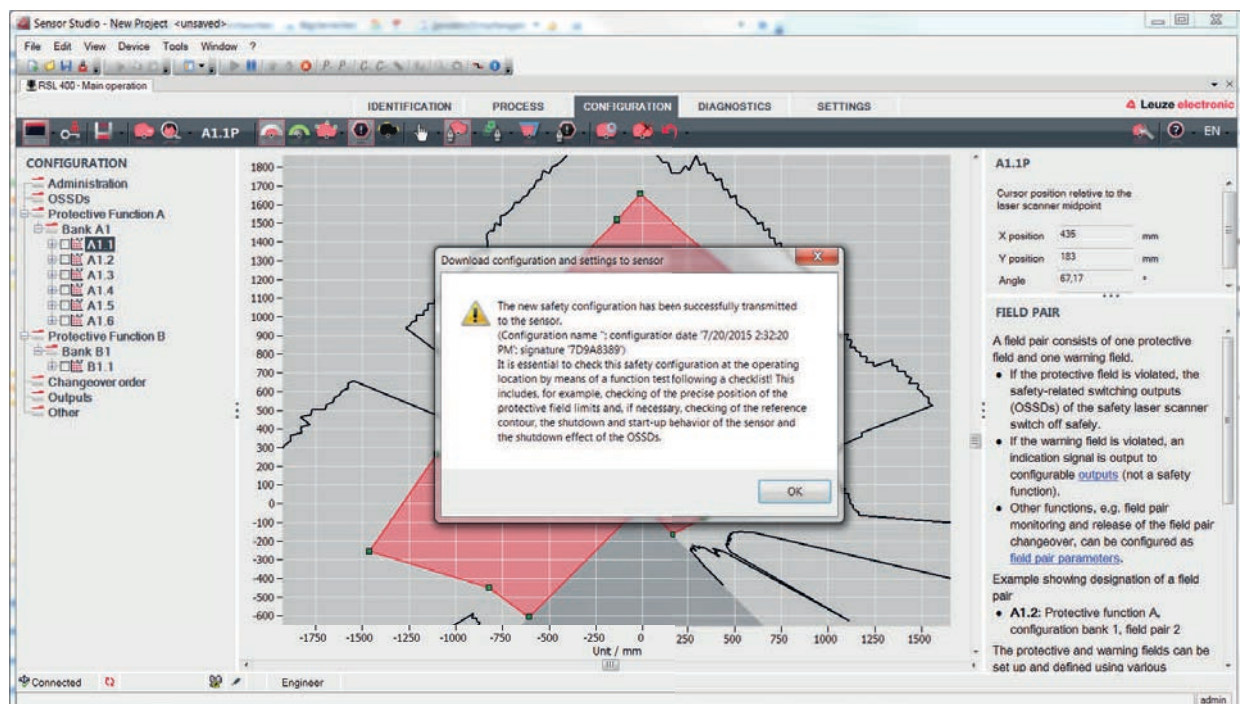 Sensor Studio - New Project <unsaved>
File Edit View Device Tools Window ?
RSL 400 - Main operation
IDENTIFICATION PROCESS CONFIGURATION DIAGNOSTICS SETTINGS
Leuze electronic
A1.1P
EN
CONFIGURATION
Administration
OSSDs
Protective Function A
Bank A1
A1.1
A1.2
A1.3
A1.4
A1.5
A1.6
Protective Function B
Bank B1
B1.1
Changeover order
Outputs
Other
1800
1700
1600
1500
1400
1300
1200
1100
1000
900
800
700
600
500
400
300
200
100
0
-100
-200
-300
-400
-500
-600
-1750 -1500 -1250 -1000 -750 -500 -250 0 250 500 750 1000 1250 1500
Unt / mm
Download configuration and settings to sensor
The new safety configuration has been successfully transmitted
to the sensor.
(Configuration name ''; configuration date '7/20/2015 2:32:20
PM'; signature '7D9A8389')
It is essential to check this safety configuration at the operating
location by means of a function test following a checklist! This
includes, for example, checking of the precise position of the
protective field limits and, if necessary, checking of the reference
contour, the shutdown and start-up behavior of the sensor and
the shutdown effect of the OSSDs.
OK
A1.1P
Cursor position relative to the
laser scanner midpoint
X position 435 mm
Y position 183 mm
Angle 67,17 °
FIELD PAIR
A field pair consists of one protective
field and one warning field.
• If the protective field is violated, the
safety-related switching outputs
(OSSDs) of the safety laser scanner
switch off safely.
• If the warning field is violated, an
indication signal is output to
configurable outputs (not a safety
function).
• Other functions, e.g. field pair
monitoring and release of the field pair
changeover, can be configured as
field pair parameters.
Example showing designation of a field
pair
• A1.2: Protective function A,
configuration bank 1, field pair 2
The protective and warning fields can be
set up and defined using various
Connected
Engineer
admin